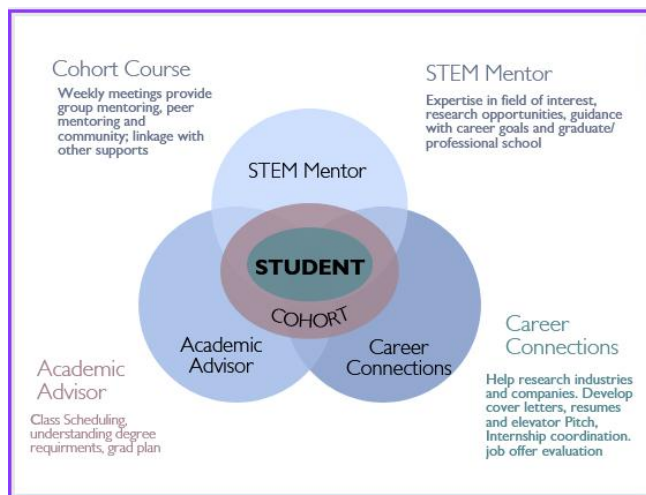 Cohort Course
Weekly meetings provide
group mentoring, peer
mentoring and
community; linkage with
other supports
STEM Mentor
Expertise in field of interest,
research opportunities, guidance
with career goals and graduate/
professional school
STEM Mentor
STUDENT
COHORT
Academic
Advisor
Career
Connections
Academic
Advisor
Class Scheduling,
understanding degree
requirments, grad plan
Career
Connections
Help research industries
and companies. Develop
cover letters, resumes
and elevator Pitch,
Internship coordination.
job offer evaluation